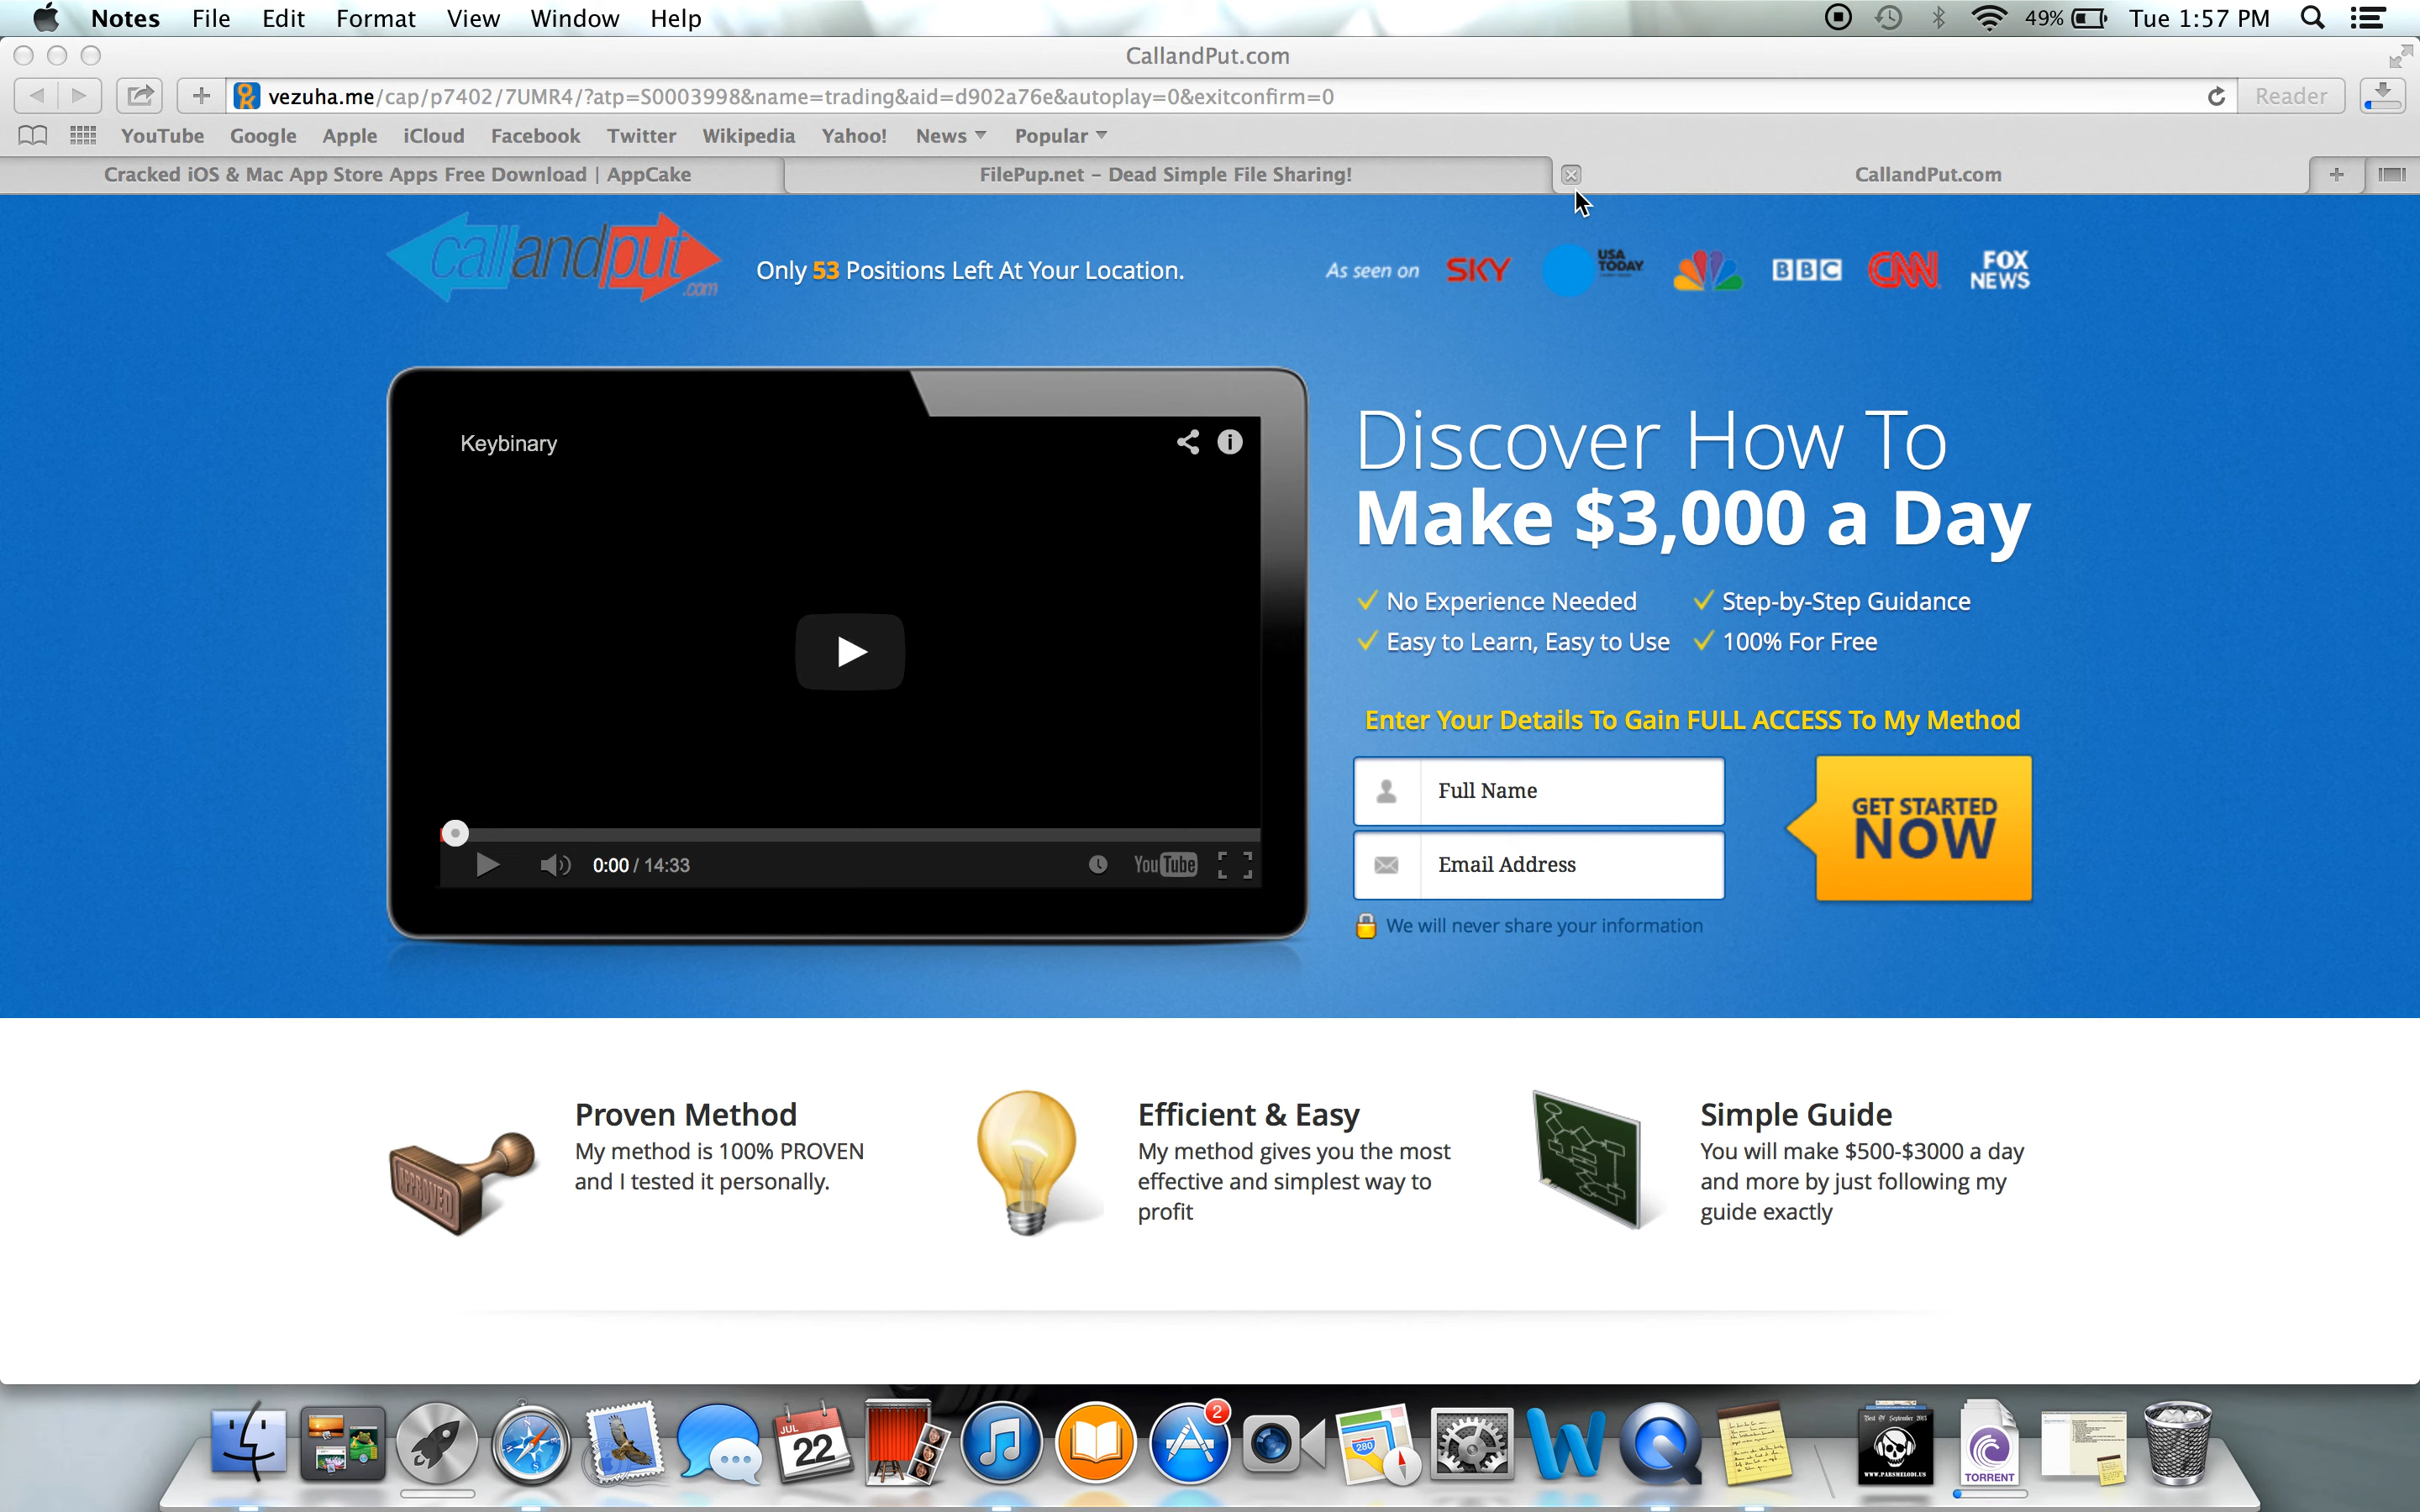 Notes File Edit Format View Window Help 49% Tue 1:57 PM
CallandPut.com
vezuha.me/cap/p7402/7UMR4/?atp=S0003998&name=trading&aid=d902a76e&autoplay=0&exitconfirm=0 Reader
YouTube Google Apple iCloud Facebook Twitter Wikipedia Yahoo! News Popular
Cracked iOS & Mac App Store Apps Free Download | AppCake FilePup.net – Dead Simple File Sharing! CallandPut.com
callandput.com Only 53 Positions Left At Your Location. As seen on SKY USA TODAY BBC CNN FOX NEWS
Keybinary
Discover How To
Make $3,000 a Day
No Experience Needed Step-by-Step Guidance
Easy to Learn, Easy to Use 100% For Free
Enter Your Details To Gain FULL ACCESS To My Method
Full Name
Email Address
GET STARTED
NOW
0:00 / 14:33 YouTube
We will never share your information
Proven Method
My method is 100% PROVEN
and I tested it personally.
Efficient & Easy
My method gives you the most
effective and simplest way to
profit
Simple Guide
You will make $500-$3000 a day
and more by just following my
guide exactly
APPROVED
JUL
22
2
280
Best Of September 2013
WWW.PARSMELODI.US
TORRENT